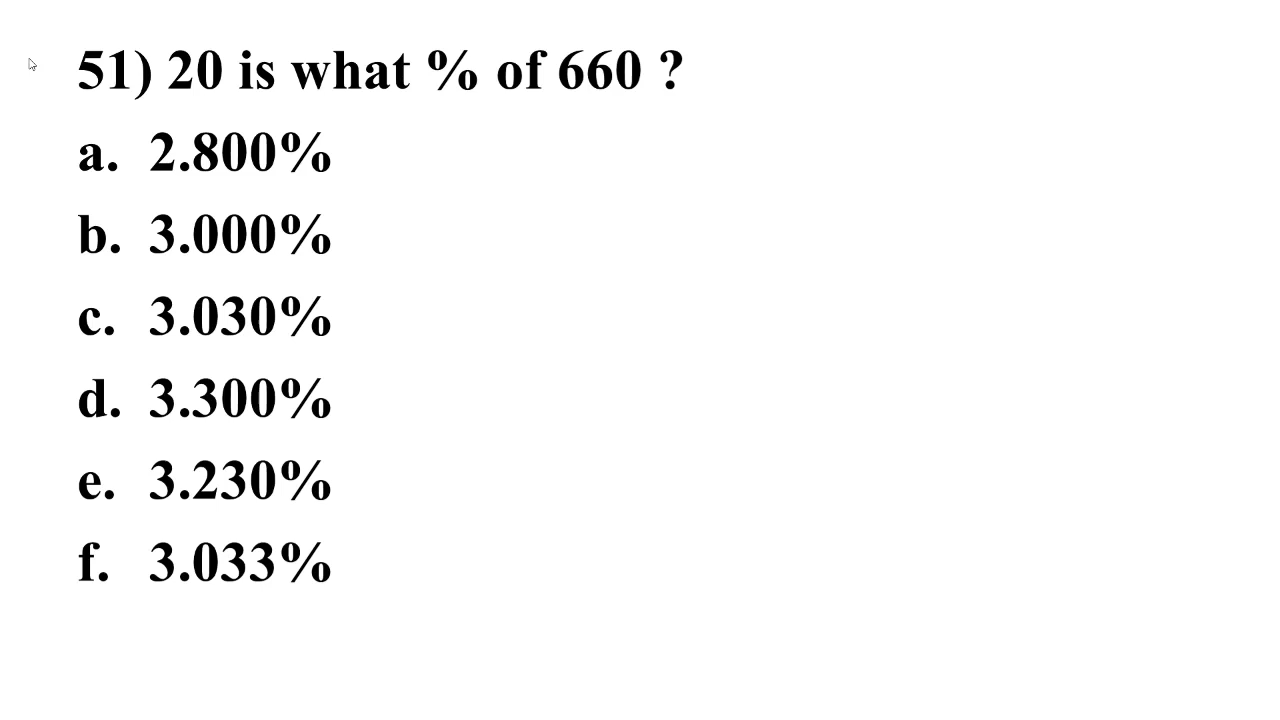 51) 20 is what % of 660 ?
a. 2.800%
b. 3.000%
c. 3.030%
d. 3.300%
e. 3.230%
f. 3.033%